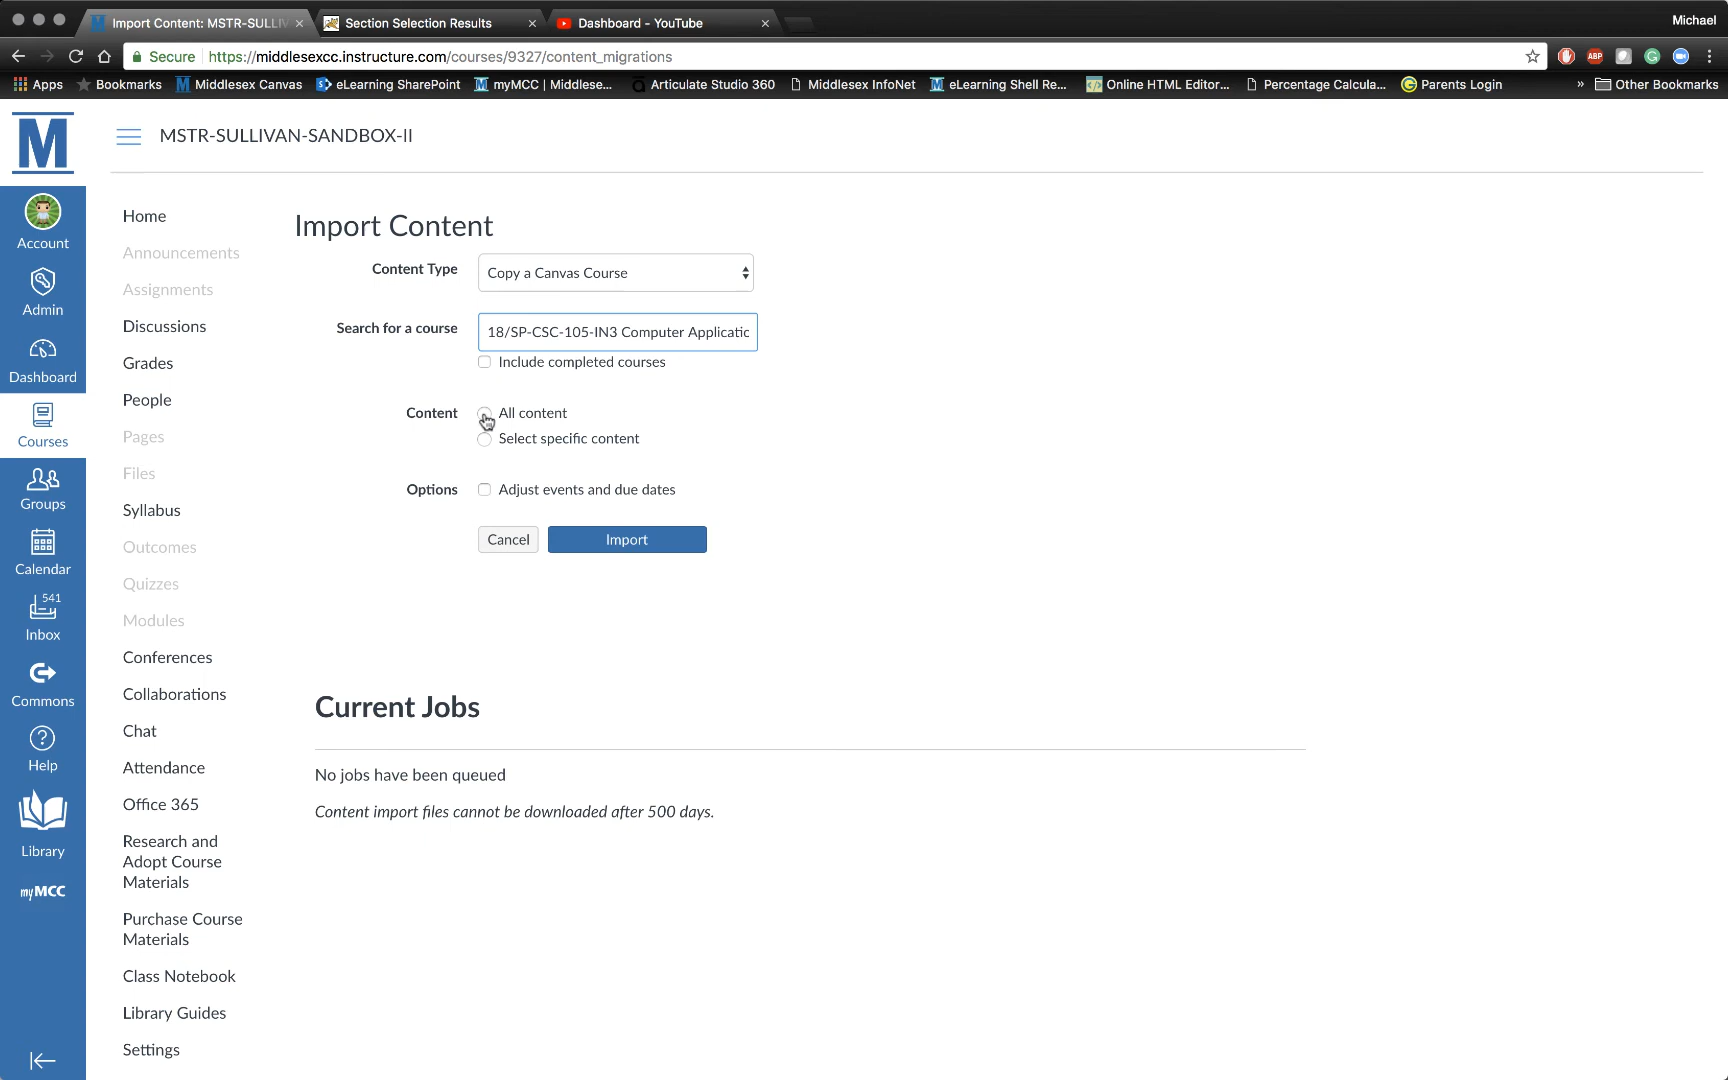 Import Content: MSTR-SULLIV
Section Selection Results
Dashboard - YouTube
Michael
Secure
https://middlesexcc.instructure.com/courses/9327/content_migrations
ABP
Apps
Bookmarks
Middlesex Canvas
eLearning SharePoint
myMCC | Middlese...
Articulate Studio 360
Middlesex InfoNet
eLearning Shell Re...
Online HTML Editor...
Percentage Calcula...
Parents Login
» Other Bookmarks
M
MSTR-SULLIVAN-SANDBOX-II
Account
Admin
Dashboard
Courses
Groups
Calendar
541
Inbox
Commons
Help
Library
myMCC
Home
Announcements
Assignments
Discussions
Grades
People
Pages
Files
Syllabus
Outcomes
Quizzes
Modules
Conferences
Collaborations
Chat
Attendance
Office 365
Research and
Adopt Course
Materials
Purchase Course
Materials
Class Notebook
Library Guides
Settings
Import Content
Content Type
Copy a Canvas Course
Search for a course
18/SP-CSC-105-IN3 Computer Applicatic
Include completed courses
Content
All content
Select specific content
Options
Adjust events and due dates
Cancel
Import
Current Jobs
No jobs have been queued
Content import files cannot be downloaded after 500 days.